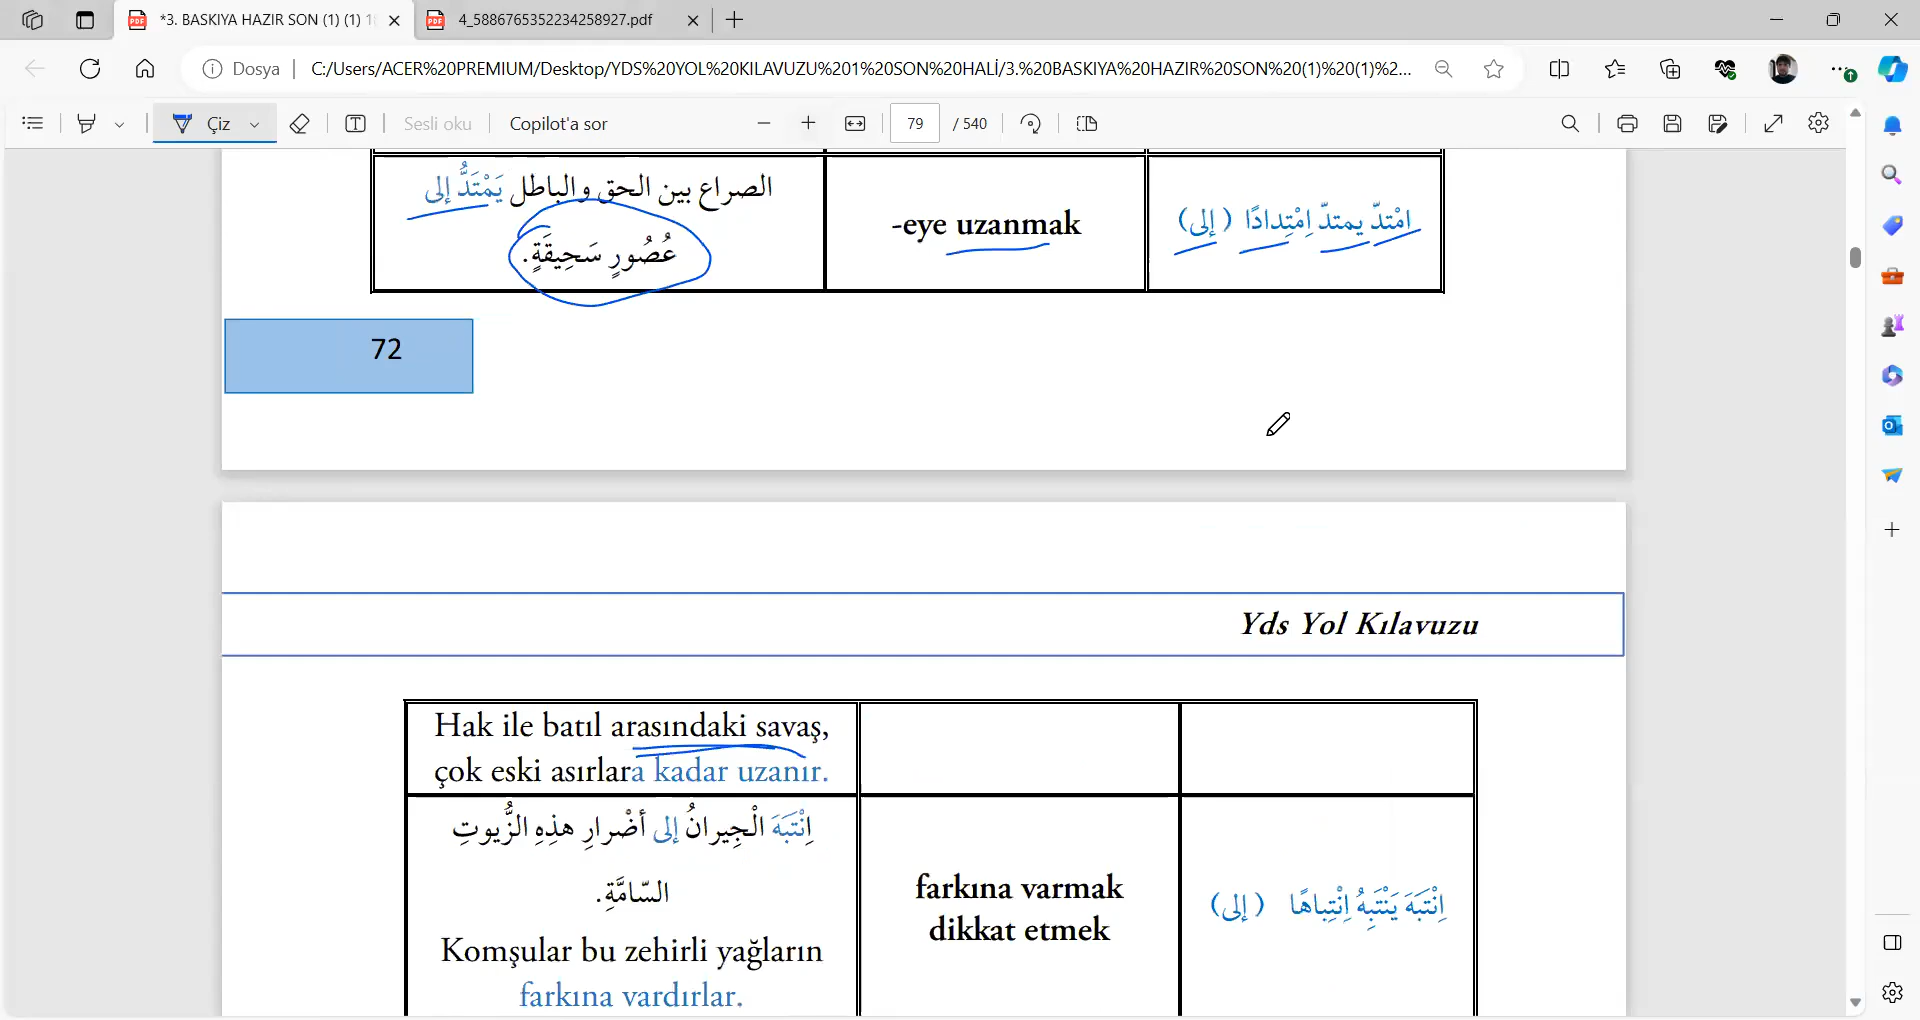 *3. BASKIYA HAZIR SON (1) (1) 1
4_5886765352234258927.pdf
Dosya
C:/Users/ACER%20PREMIUM/Desktop/YDS%20YOL%20KILAVUZU%201%20SON%20HALİ/3.%20BASKIYA%20HAZIR%20SON%20(1)%20(1)%2...
Çiz
Sesli oku
Copilot'a sor
79 / 540
الصراع بين الحق والباطل يَمْتَدُّ إلى
عُصُورٍ سَحِيقَةٍ.
-eye uzanmak
امْتدّ يمتدّ اِمْتِدادًا (إلى)
72
Yds Yol Kılavuzu
Hak ile batıl arasındaki savaş,
çok eski asırlara kadar uzanır.
اِنْتَبَهَ الْجِيرانُ إلى أضْرارِ هذِهِ الزُّيوتِ
السّامَّةِ.
Komşular bu zehirli yağların
farkına vardırlar.
farkına varmak
dikkat etmek
اِنْتَبَهَ يَنْتَبِهُ اِنْتِباهًا (إلى)